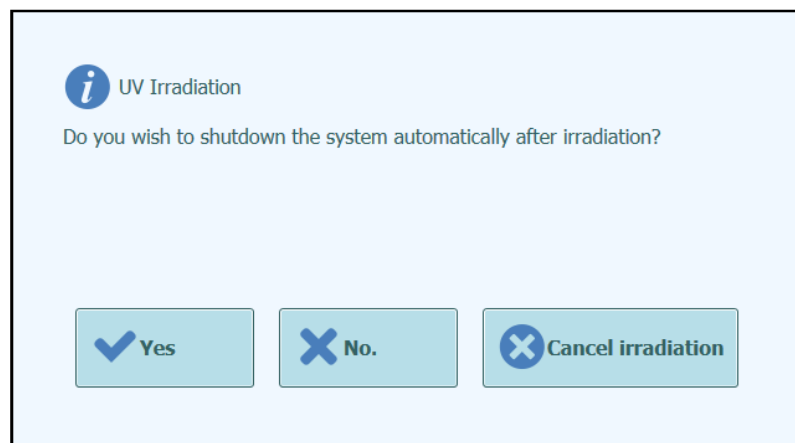 UV Irradiation
Do you wish to shutdown the system automatically after irradiation?
Yes
No.
Cancel irradiation